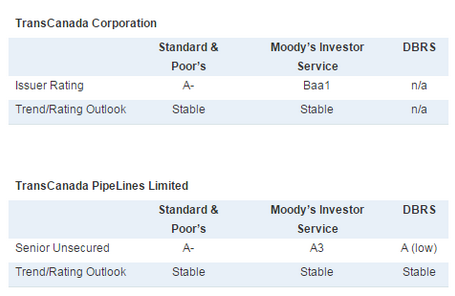 TransCanada Corporation
Standard & Poor's Moody's Investor Service DBRS
Issuer Rating A- Baa1 n/a
Trend/Rating Outlook Stable Stable n/a
TransCanada PipeLines Limited
Standard & Poor's Moody's Investor Service DBRS
Senior Unsecured A- A3 A (low)
Trend/Rating Outlook Stable Stable Stable